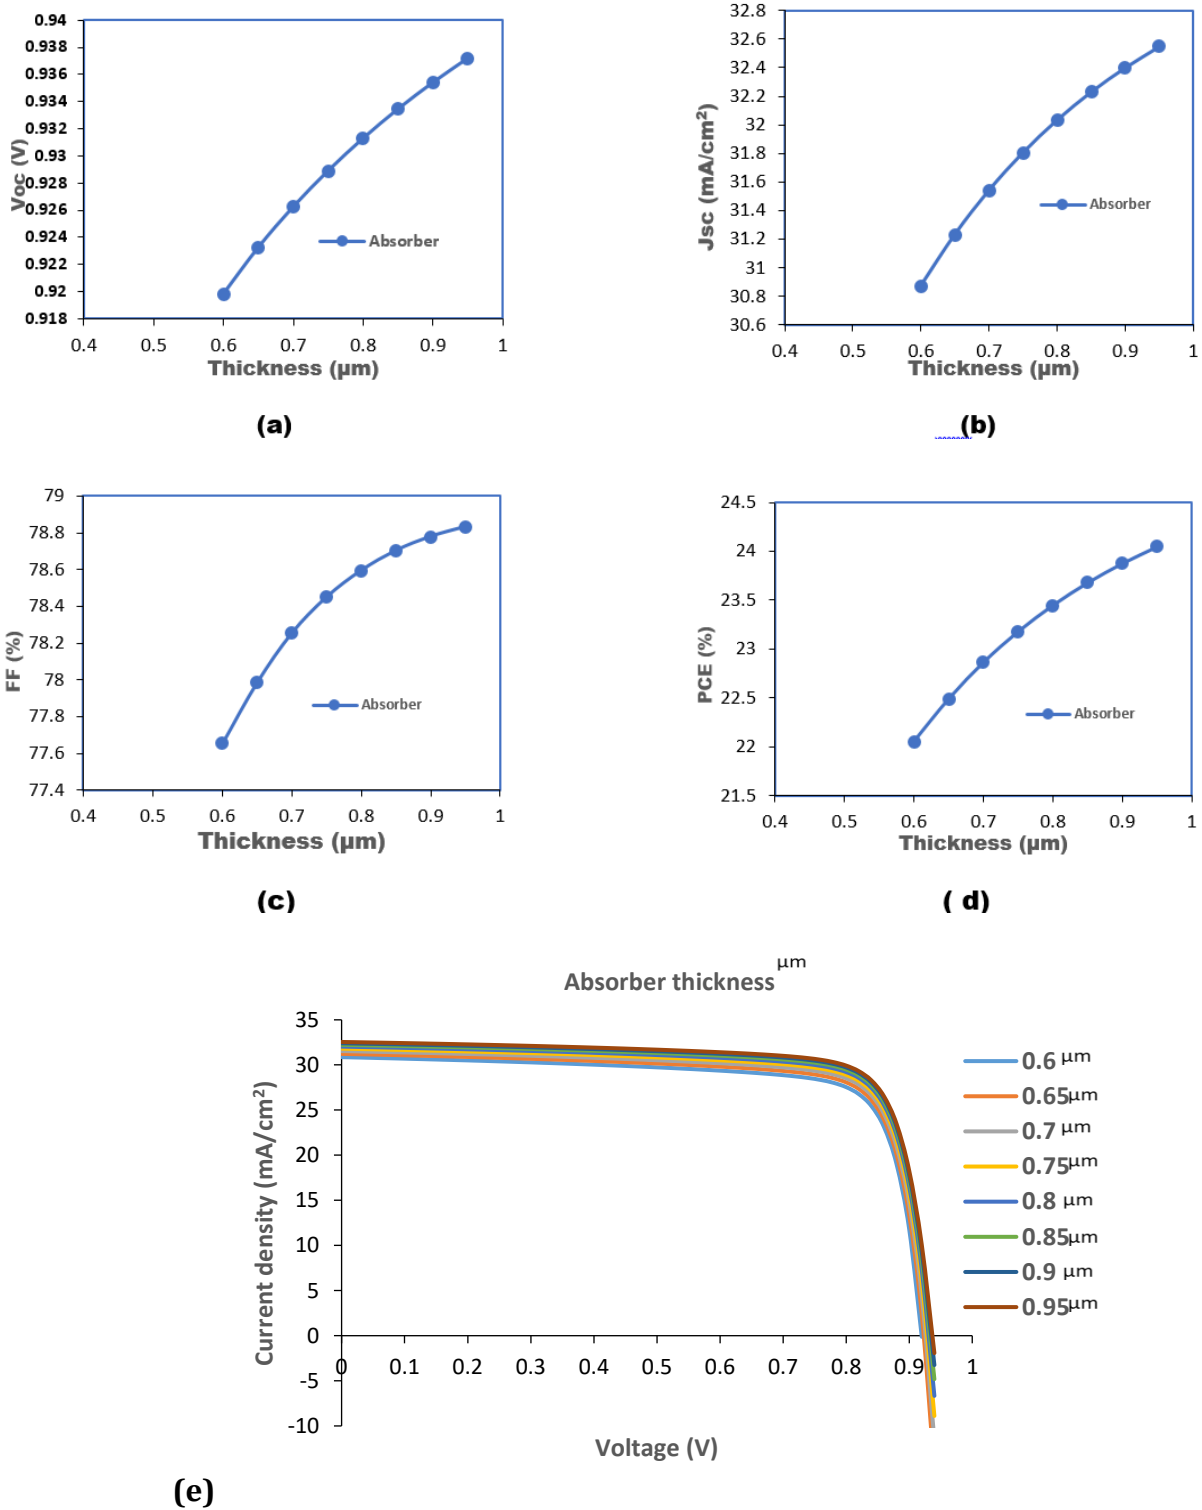 0.94
0.938
0.936
0.934
0.932
0.93
0.928
0.926
0.924
0.922
0.92
0.918
Voc (V)
Absorber
0.4 0.5 0.6 0.7 0.8 0.9 1
Thickness (µm)
(a)
32.8
32.6
32.4
32.2
32
31.8
31.6
31.4
31.2
31
30.8
30.6
Jsc (mA/cm²)
Absorber
0.4 0.5 0.6 0.7 0.8 0.9 1
Thickness (µm)
(b)
79
78.8
78.6
78.4
78.2
78
77.8
77.6
77.4
FF (%)
Absorber
0.4 0.5 0.6 0.7 0.8 0.9 1
Thickness (µm)
(c)
24.5
24
23.5
23
22.5
22
21.5
PCE (%)
Absorber
0.4 0.5 0.6 0.7 0.8 0.9 1
Thickness (µm)
( d)
Absorber thickness µm
35
30
25
20
15
10
5
0
-5
-10
Current density (mA/cm²)
0 0.1 0.2 0.3 0.4 0.5 0.6 0.7 0.8 0.9 1
Voltage (V)
0.6 µm
0.65µm
0.7 µm
0.75µm
0.8 µm
0.85µm
0.9 µm
0.95µm
(e)